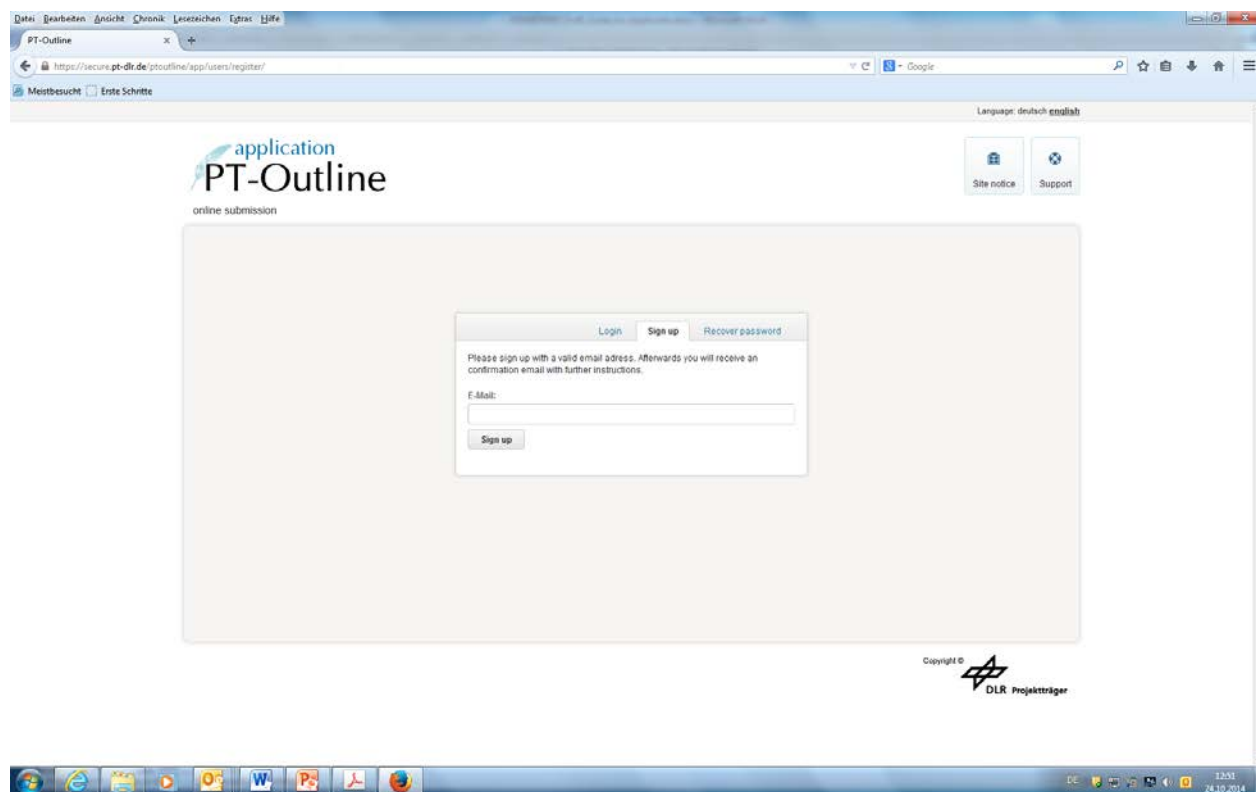 Datei Bearbeiten Ansicht Chronik Lesezeichen Extras Hilfe
PT-Outline x +
https://secure.pt-dlr.de/ptoutline/app/users/register/ Google
Meistbesucht Erste Schritte
Language: deutsch english
application
PT-Outline
online submission
Site notice Support
Login Sign up Recover password
Please sign up with a valid email adress. Afterwards you will receive an
confirmation email with further instructions.
E-Mail:
Sign up
Copyright ©
DLR Projektträger
DE 12:51
24.10.2014